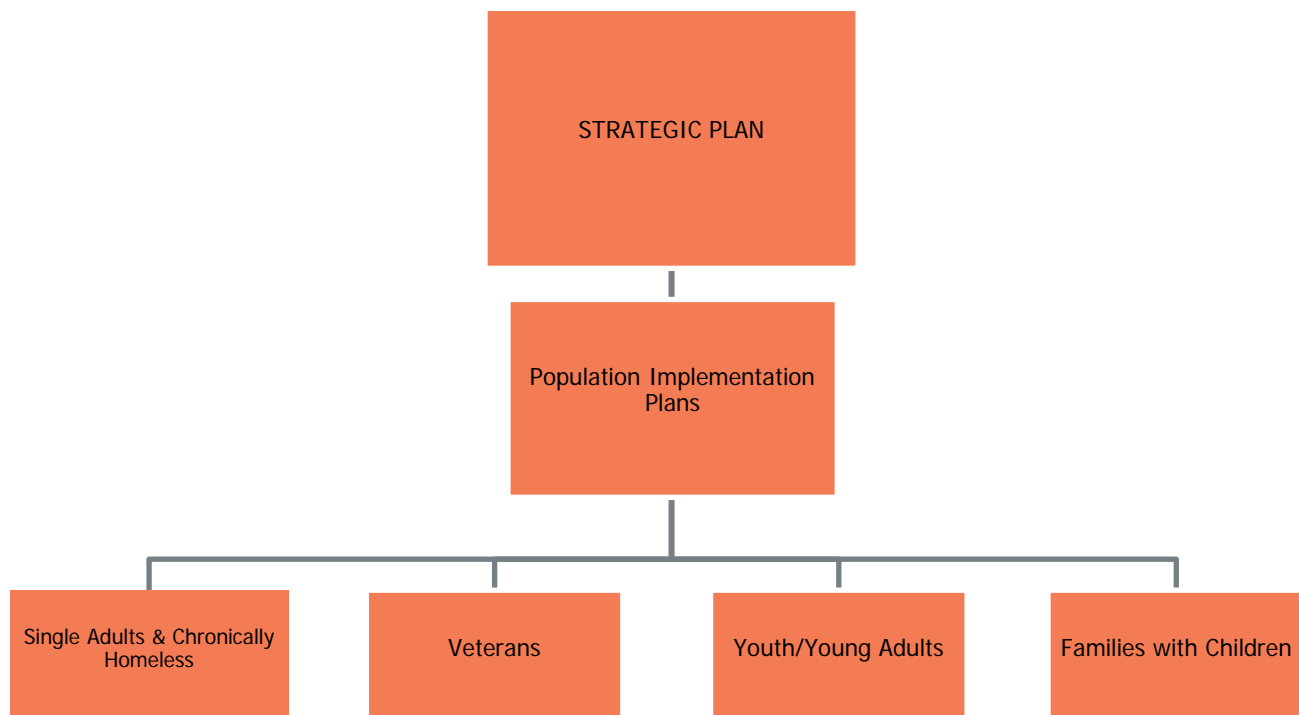 STRATEGIC PLAN
Population Implementation
Plans
Single Adults & Chronically
Homeless
Veterans
Youth/Young Adults
Families with Children